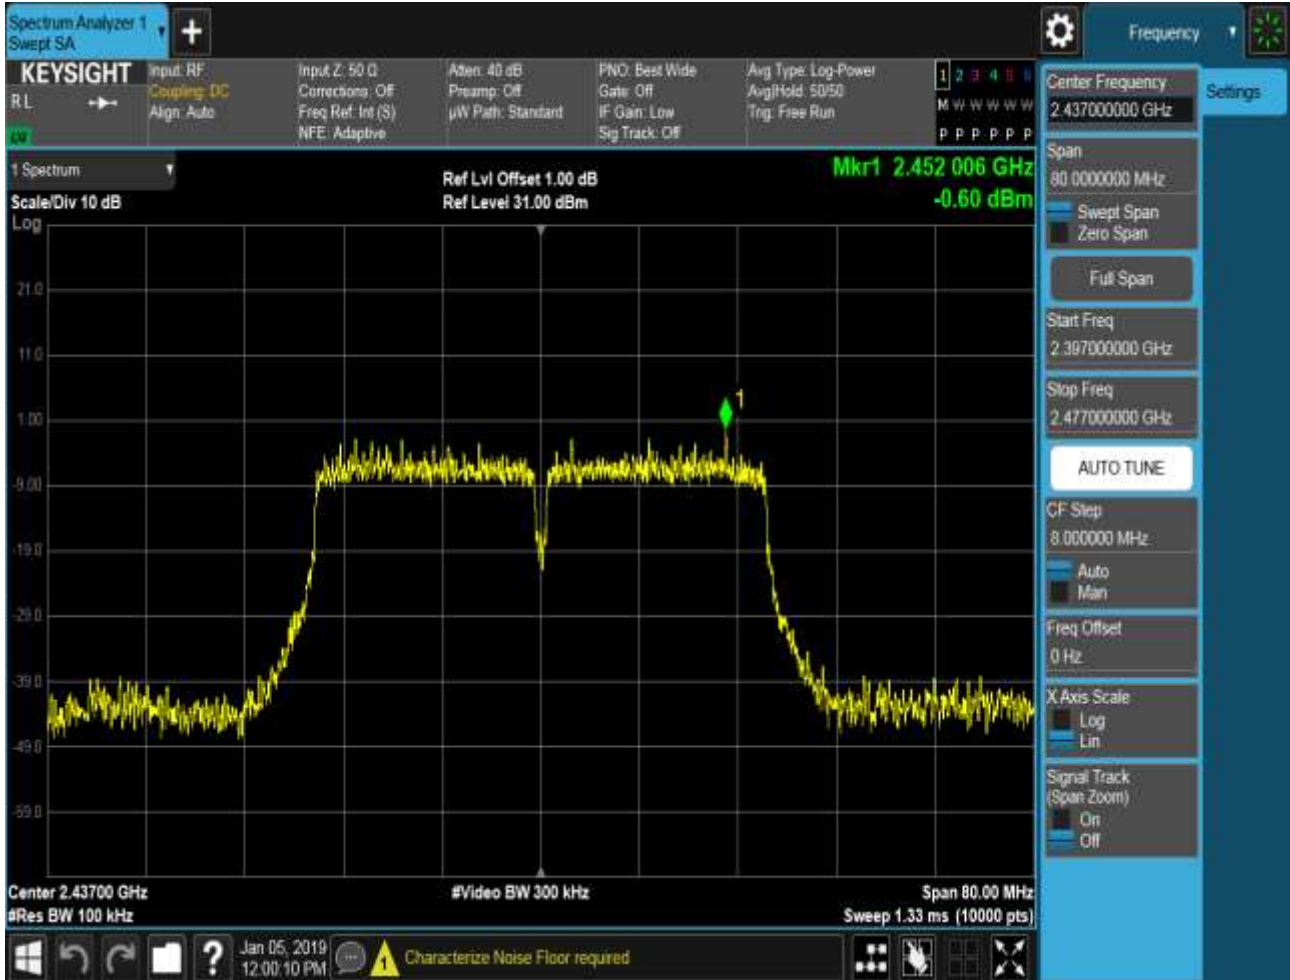 Spectrum Analyzer 1
Swept SA
Frequency
KEYSIGHT
R L
Input: RF
Coupling: DC
Align: Auto
Input Z: 50 Ω
Corrections: Off
Freq Ref: Int (S)
NFE: Adaptive
Atten: 40 dB
Preamp: Off
µW Path: Standard
PNO: Best Wide
Gate: Off
IF Gain: Low
Sig Track: Off
Avg Type: Log-Power
Avg|Hold: 50/50
Trig: Free Run
1 2 3 4 5 6
M W W W W W
P P P P P P
1 Spectrum
Scale/Div 10 dB
Log
Ref Lvl Offset 1.00 dB
Ref Level 31.00 dBm
Mkr1 2.452 006 GHz
-0.60 dBm
21.0
11.0
1.00
-9.00
-19.0
-29.0
-39.0
-49.0
-59.0
1
Center 2.43700 GHz
#Res BW 100 kHz
#Video BW 300 kHz
Span 80.00 MHz
Sweep 1.33 ms (10000 pts)
Center Frequency
2.437000000 GHz
Settings
Span
80.0000000 MHz
Swept Span
Zero Span
Full Span
Start Freq
2.397000000 GHz
Stop Freq
2.477000000 GHz
AUTO TUNE
CF Step
8.000000 MHz
Auto
Man
Freq Offset
0 Hz
X Axis Scale
Log
Lin
Signal Track
(Span Zoom)
On
Off
?
Jan 05, 2019
12:00:10 PM
1
Characterize Noise Floor required